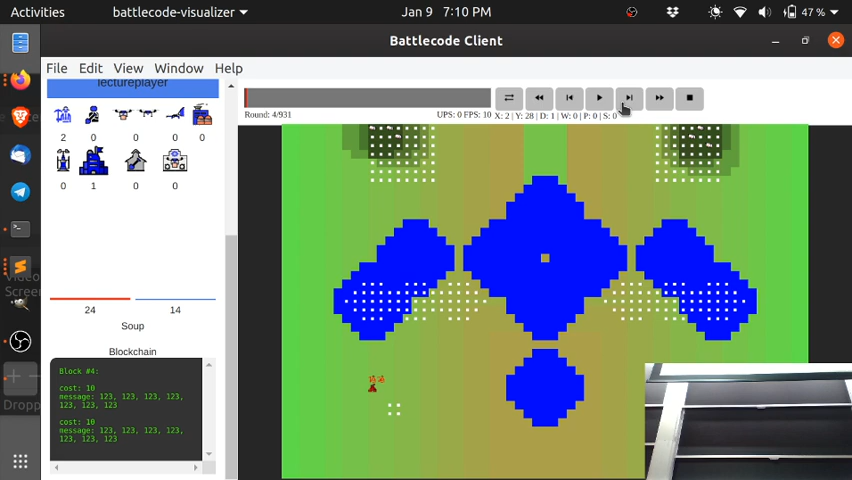 Activities
battlecode-visualizer
Jan 9 7:10 PM
47 %
Battlecode Client
File Edit View Window Help
lectureplayer
2 0 0 0 0 0
0 1 0 0
24 14
Soup
Blockchain
Block #4:
cost: 10
message: 123, 123, 123, 123,
123, 123, 123
cost: 10
message: 123, 123, 123, 123,
123, 123, 123
Round: 4/931
UPS: 0 FPS: 10 X: 2 | Y: 28 | D: 1 | W: 0 | P: 0 | S: 0